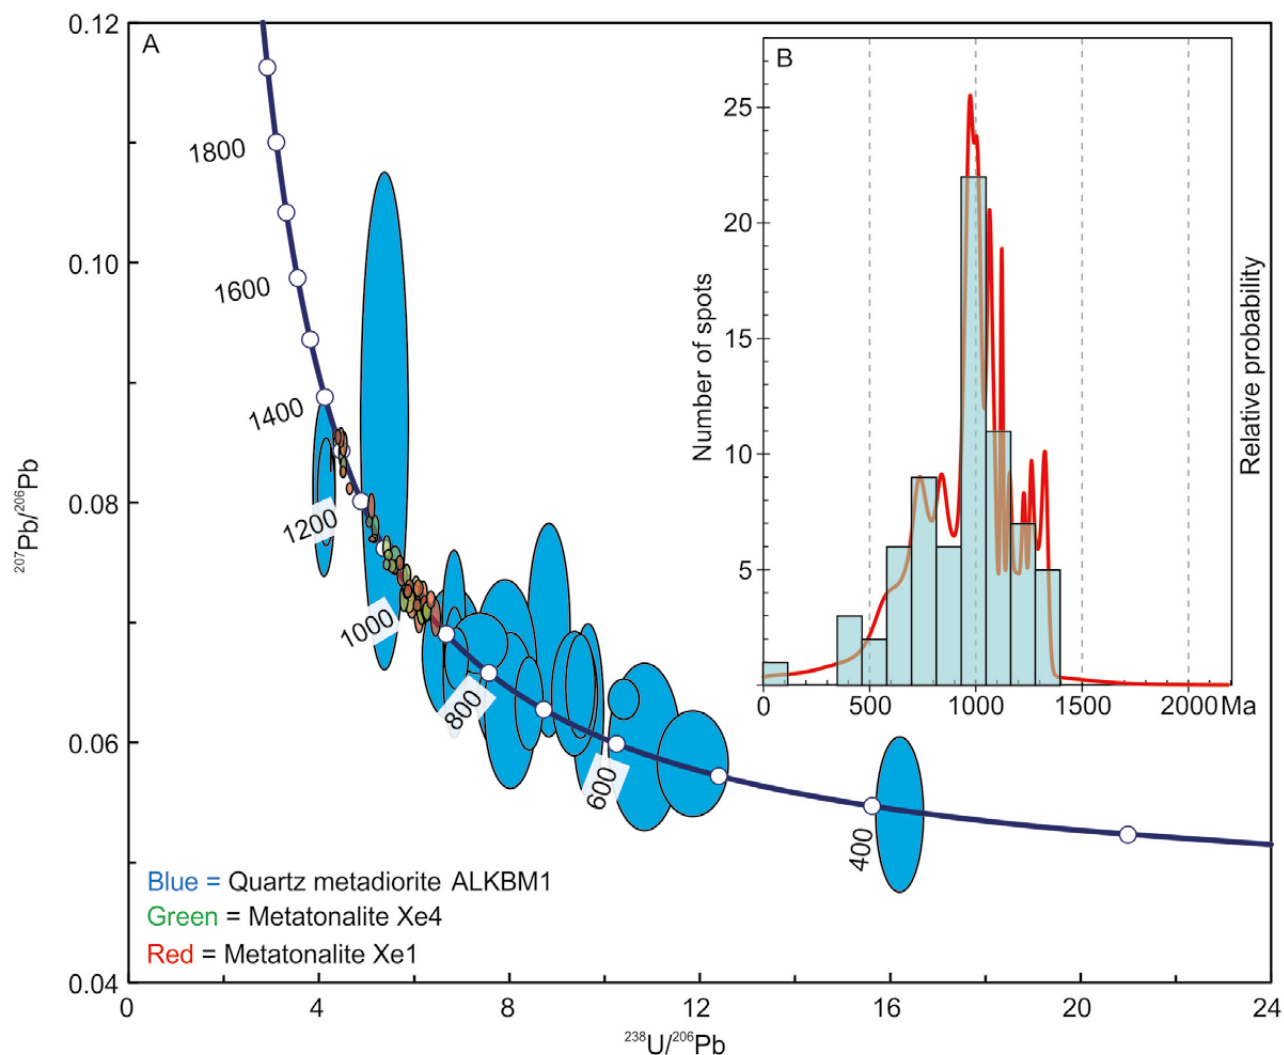 A
0.12
0.10
0.08
0.06
0.04
²⁰⁷Pb/²⁰⁶Pb
1800
1600
1400
1200
1000
800
600
400
Blue = Quartz metadiorite ALKBM1
Green = Metatonalite Xe4
Red = Metatonalite Xe1
0 4 8 12 16 20 24
²³⁸U/²⁰⁶Pb
B
25
20
15
10
5
Number of spots
Relative probability
0 500 1000 1500 2000 Ma